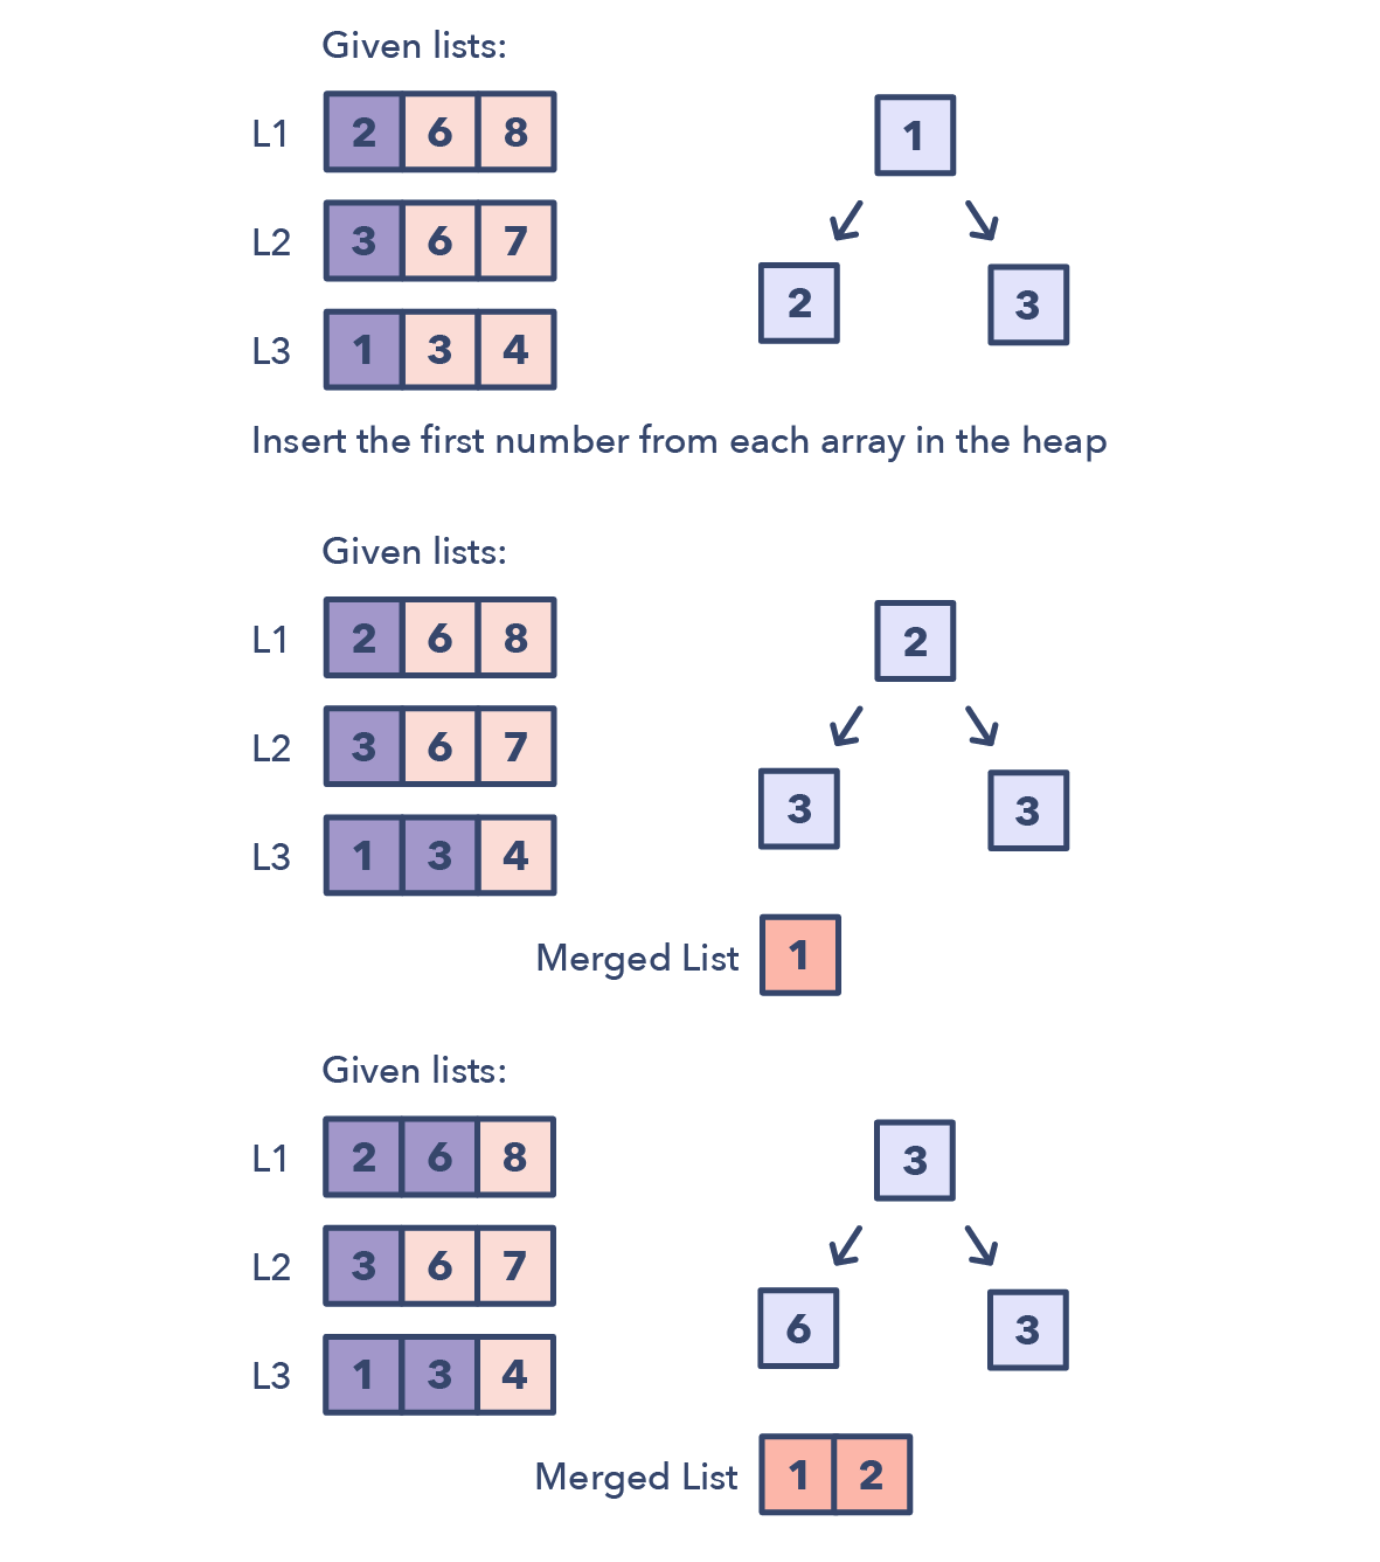 Given lists:
L1 2 6 8
1
L2 3 6 7
2 3
L3 1 3 4
Insert the first number from each array in the heap
Given lists:
L1 2 6 8
2
L2 3 6 7
3 3
L3 1 3 4
Merged List 1
Given lists:
L1 2 6 8
3
L2 3 6 7
6 3
L3 1 3 4
Merged List 1 2